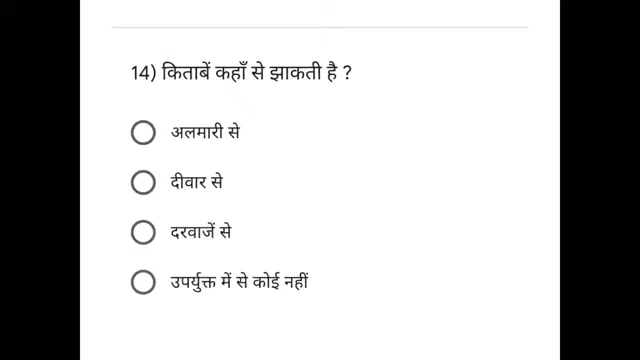 14) किताबें कहाँ से झाकती है ?
अलमारी से
दीवार से
दरवाजें से
उपर्युक्त में से कोई नहीं